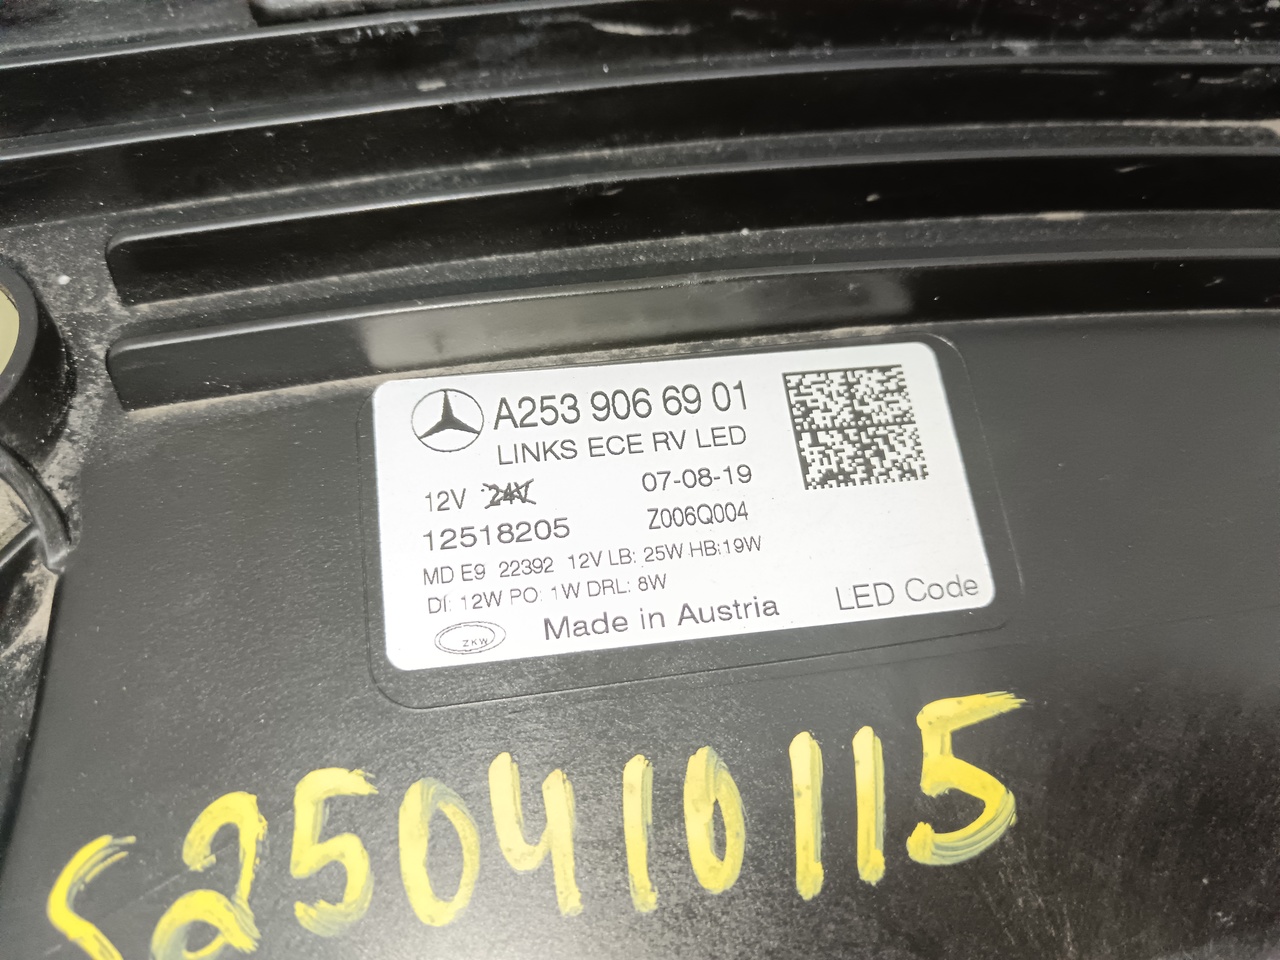 A253 906 69 01
LINKS ECE RV LED
12V 24V 07-08-19
12518205 Z006Q004
MD E9 22392 12V LB: 25W HB:19W
DI: 12W PO: 1W DRL: 8W
ZKW Made in Austria LED Code
S250410115